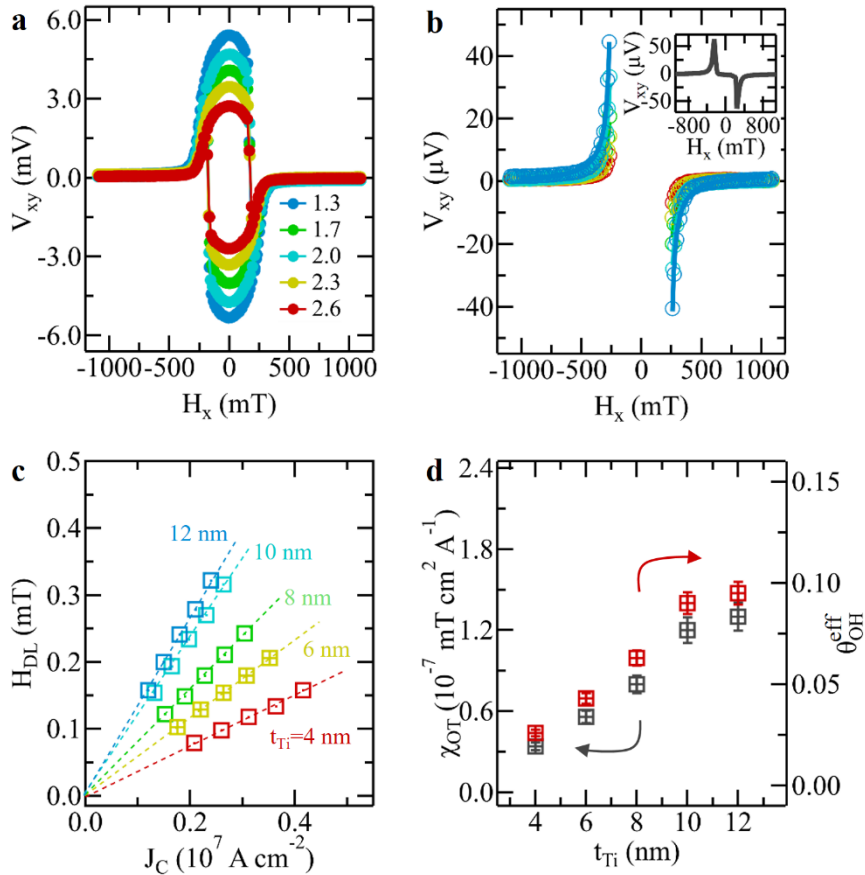 a
6.0
3.0
0.0
-3.0
-6.0
V_xy (mV)
1.3
1.7
2.0
2.3
2.6
-1000 -500 0 500 1000
H_x (mT)
b
40
20
0
-20
-40
V_xy (μV)
50
0
-50
V_xy (μV)
-800 0 800
H_x (mT)
-1000 -500 0 500 1000
H_x (mT)
c
0.5
0.4
0.3
0.2
0.1
0.0
H_DL (mT)
12 nm
10 nm
8 nm
6 nm
t_Ti=4 nm
0.0 0.2 0.4
J_C (10^7 A cm^-2)
d
2.4
1.8
1.2
0.6
0.0
χ_OT (10^-7 mT cm^2 A^-1)
0.15
0.10
0.05
0.00
θ_OH^eff
4 6 8 10 12
t_Ti (nm)